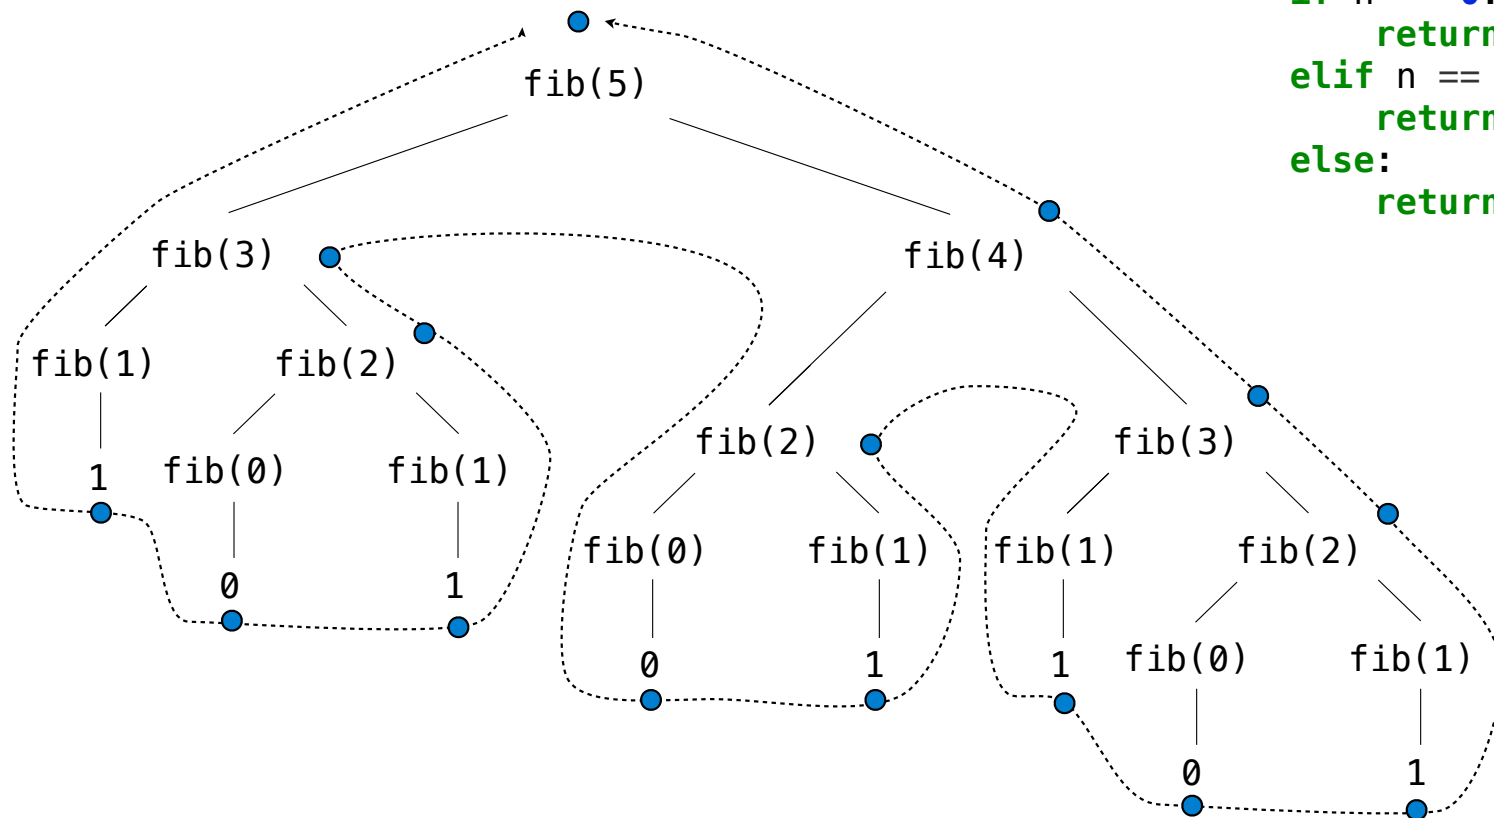 if n == 0:
return
elif n ==
return
else:
return
fib(5)
fib(3)
fib(4)
fib(1)
fib(2)
fib(2)
fib(3)
1
fib(0)
fib(1)
fib(0)
fib(1)
fib(1)
fib(2)
0
1
0
1
1
fib(0)
fib(1)
0
1